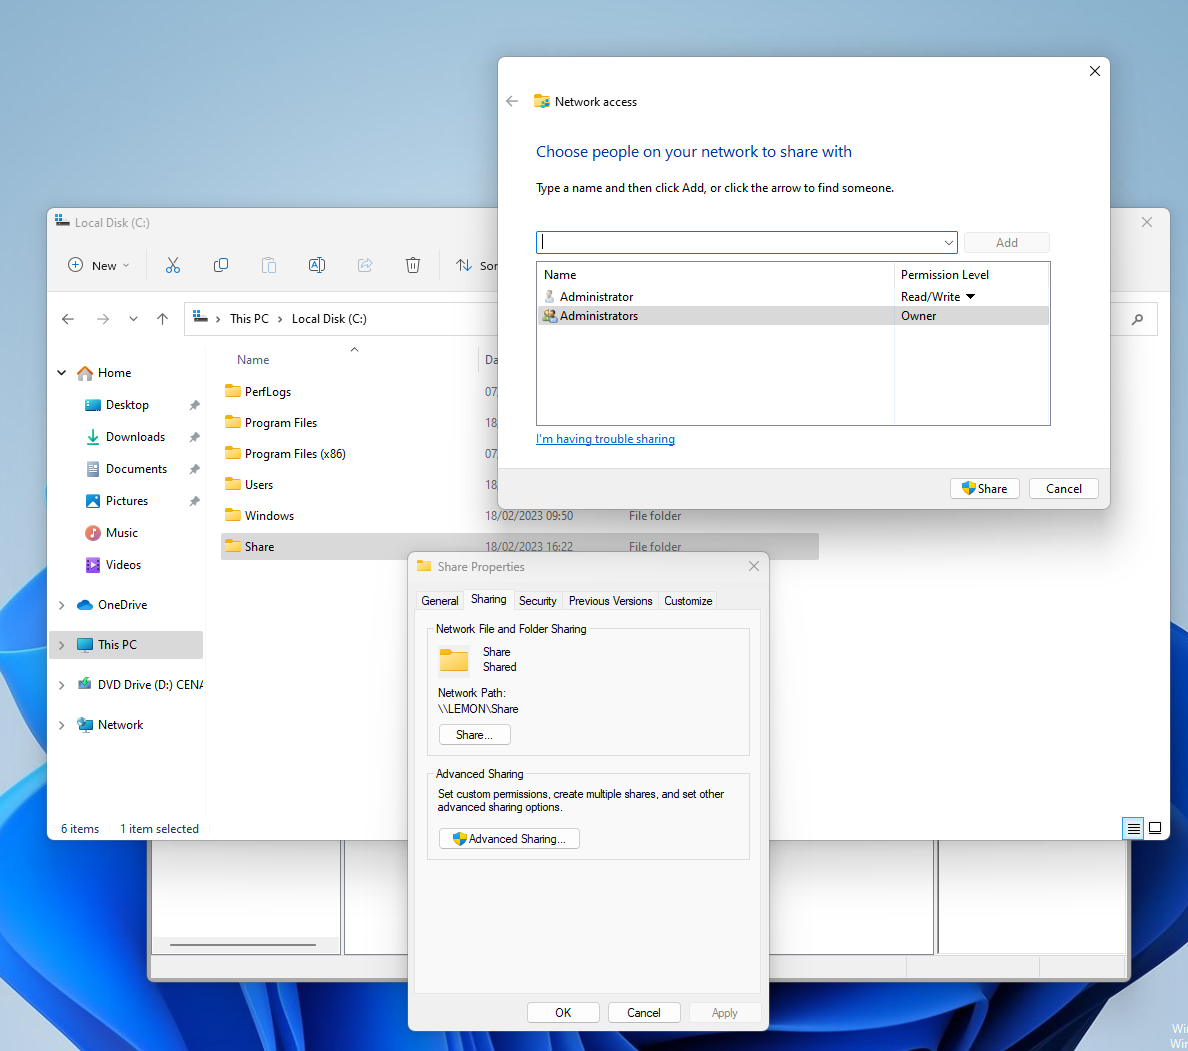 Network access
Choose people on your network to share with
Type a name and then click Add, or click the arrow to find someone.
Add
Name Permission Level
Administrator Read/Write
Administrators Owner
I'm having trouble sharing
Share Cancel
Local Disk (C:)
New
This PC Local Disk (C:)
Home
Desktop
Downloads
Documents
Pictures
Music
Videos
OneDrive
This PC
DVD Drive (D:)
Network
Name
PerfLogs 07
Program Files 18
Program Files (x86) 07
Users 18
Windows 18/02/2023 09:50 File folder
Share 18/02/2023 16:22 File folder
6 items 1 item selected
Share Properties
General Sharing Security Previous Versions Customize
Network File and Folder Sharing
Share
Shared
Network Path:
\\LEMON\Share
Share...
Advanced Sharing
Set custom permissions, create multiple shares, and set other
advanced sharing options.
Advanced Sharing...
OK Cancel Apply